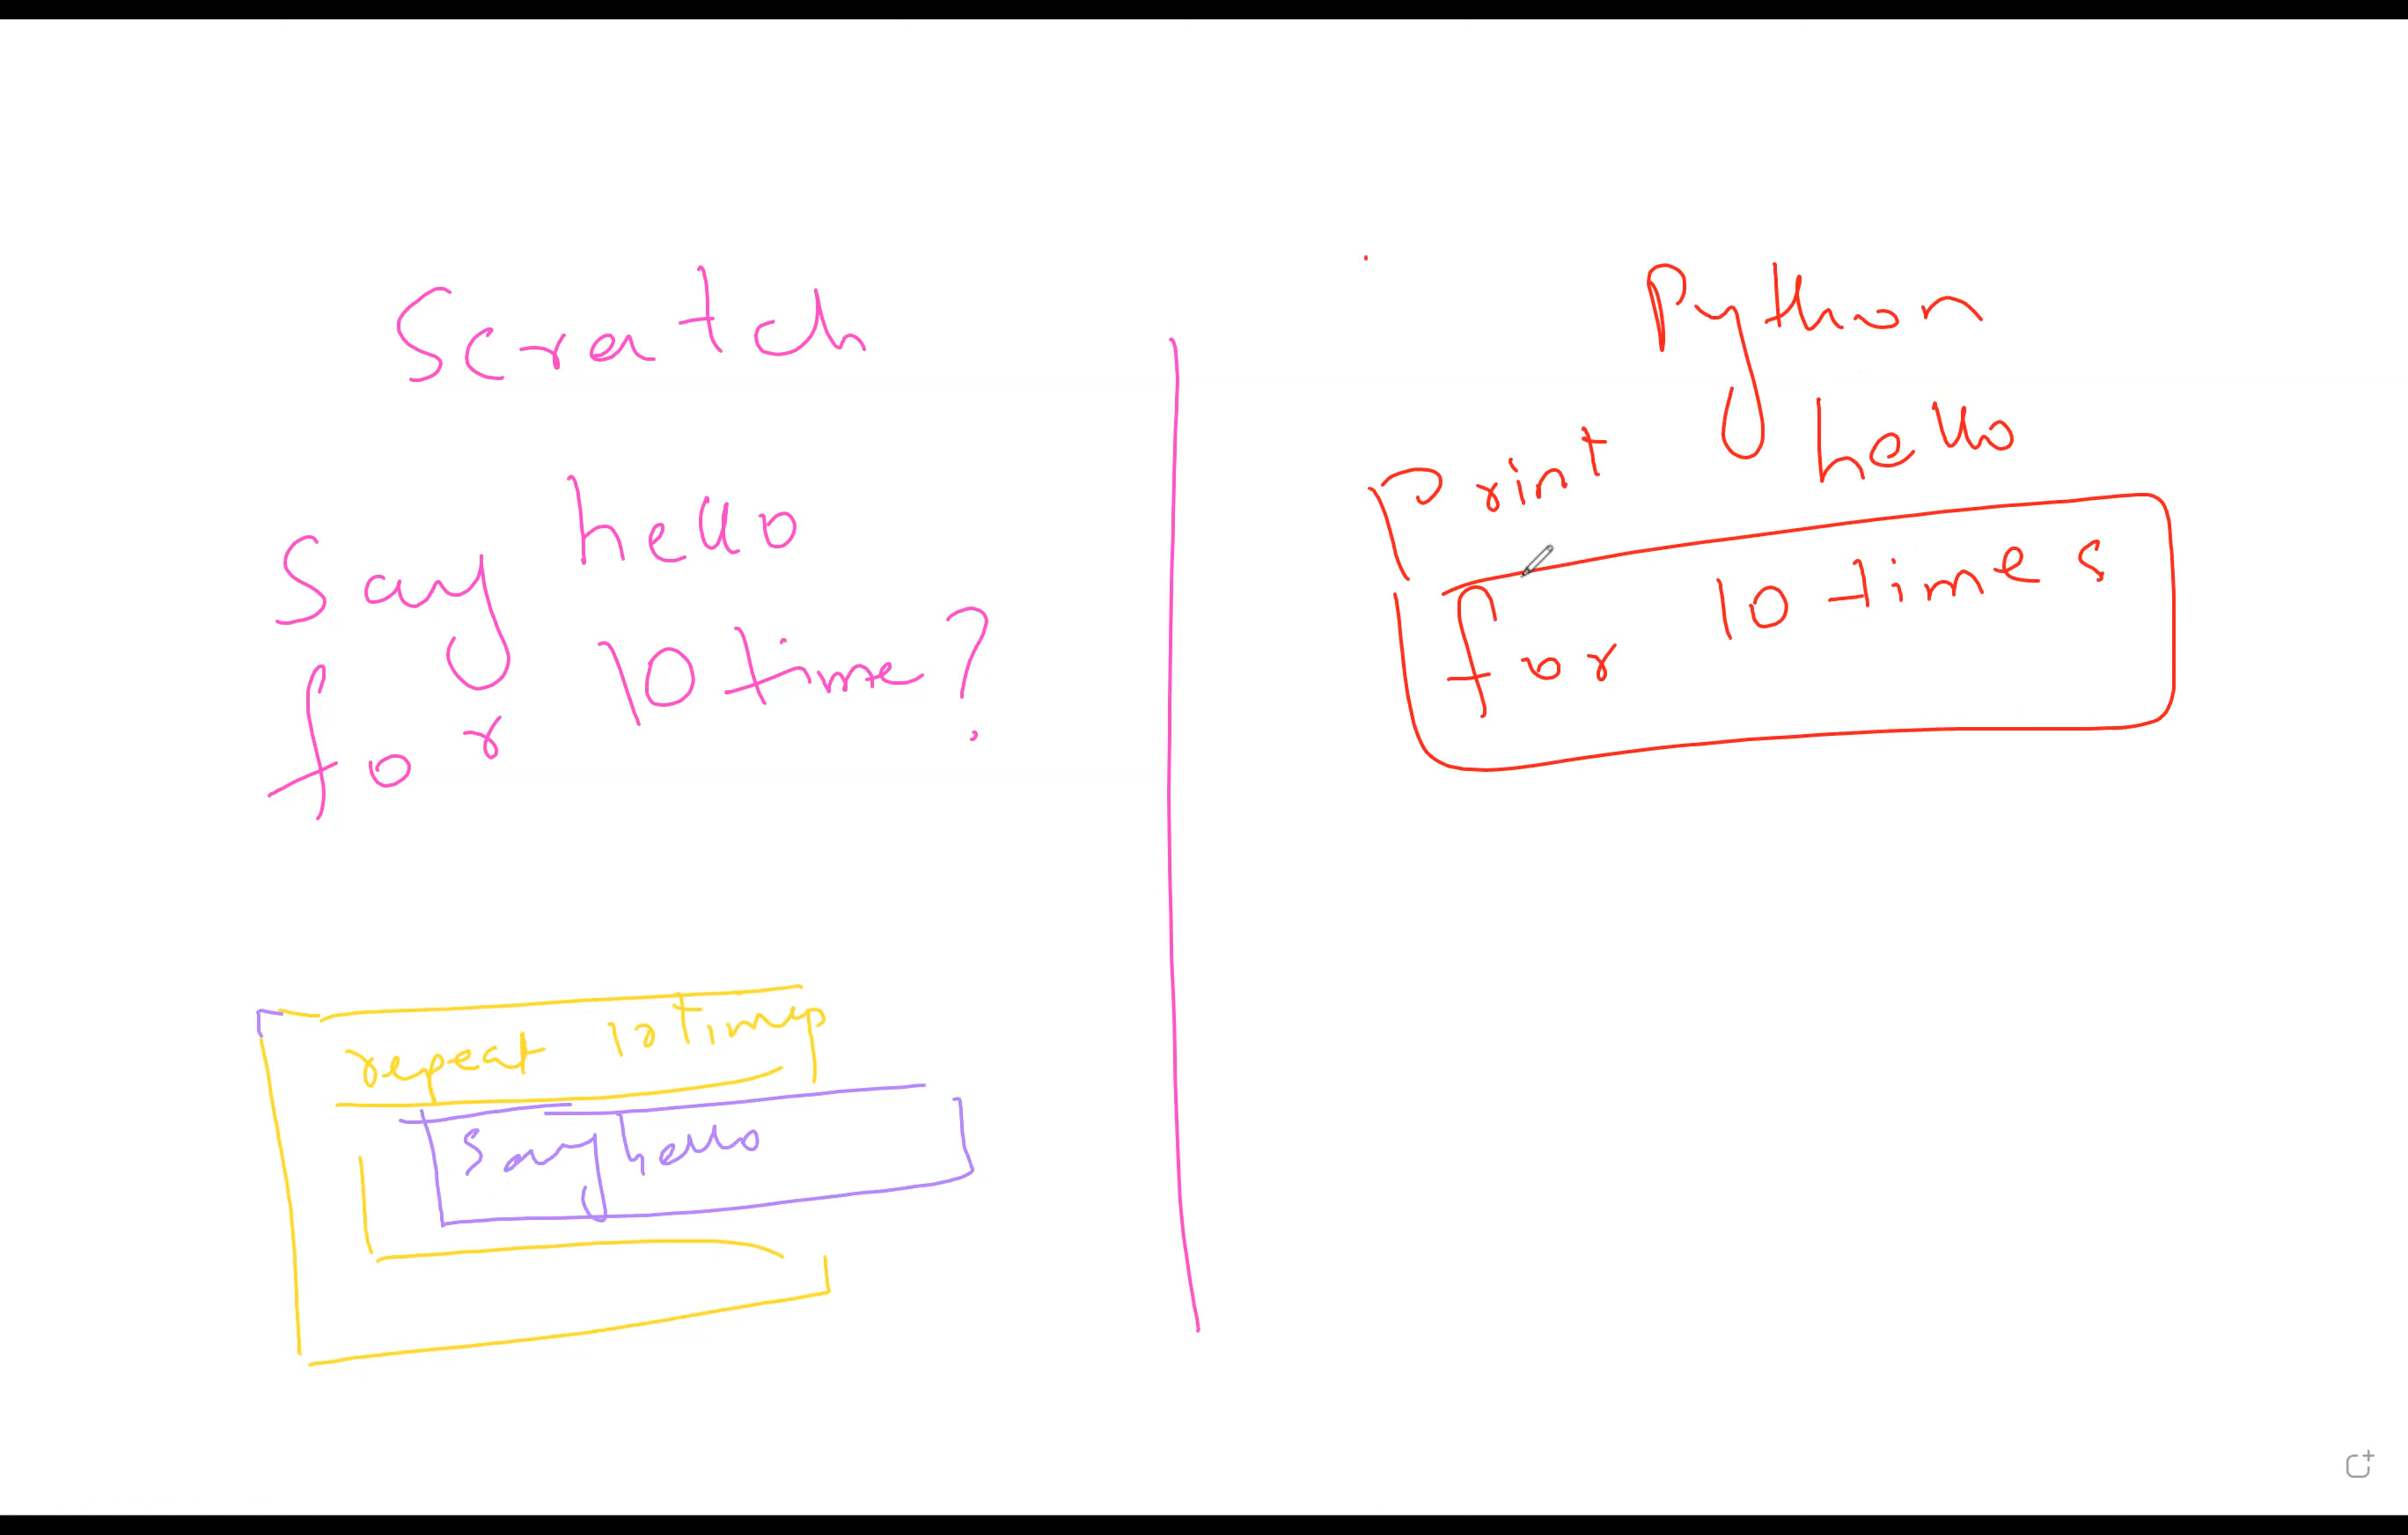 Scratch
Say hello
for 10 time?
repeat 10 times
Say hello
Python
Print hello
for 10 times